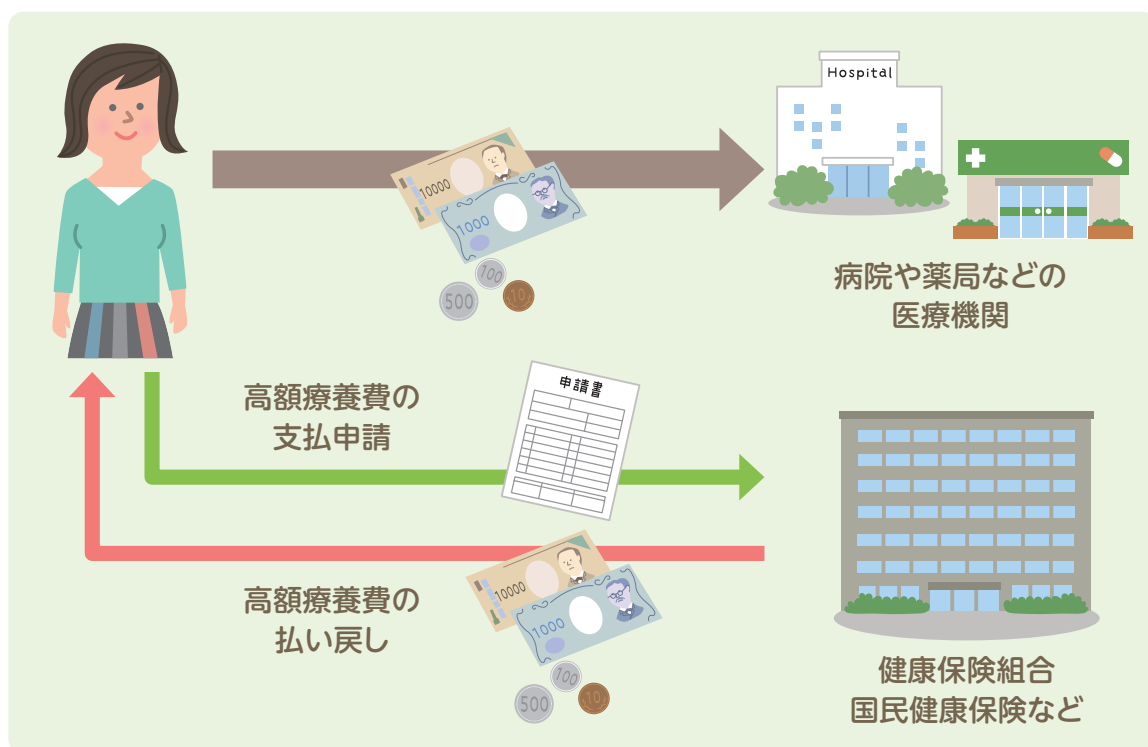 Hospital
10000
1000
100
500
10
病院や薬局などの
医療機関
高額療養費の
支払申請
申請書
高額療養費の
払い戻し
10000
1000
100
500
10
健康保険組合
国民健康保険など